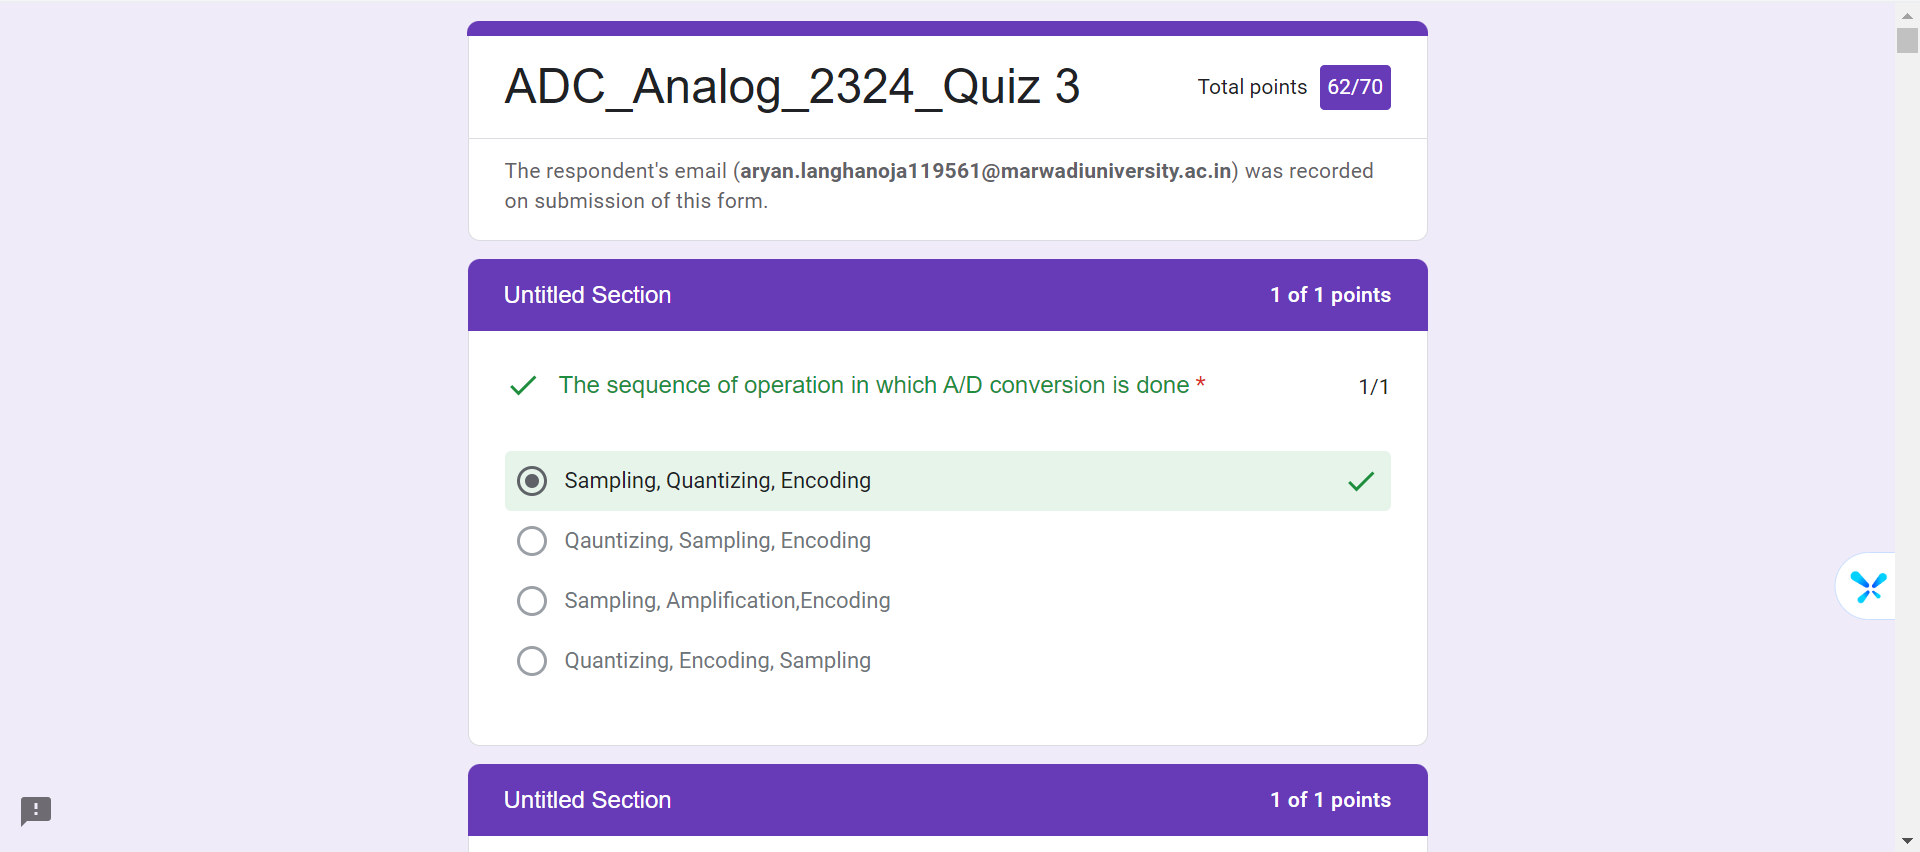 ADC_Analog_2324_Quiz 3
Total points 62/70
The respondent's email (aryan.langhanoja119561@marwadiuniversity.ac.in) was recorded
on submission of this form.
Untitled Section
1 of 1 points
The sequence of operation in which A/D conversion is done *
1/1
Sampling, Quantizing, Encoding
Qauntizing, Sampling, Encoding
Sampling, Amplification,Encoding
Quantizing, Encoding, Sampling
Untitled Section
1 of 1 points